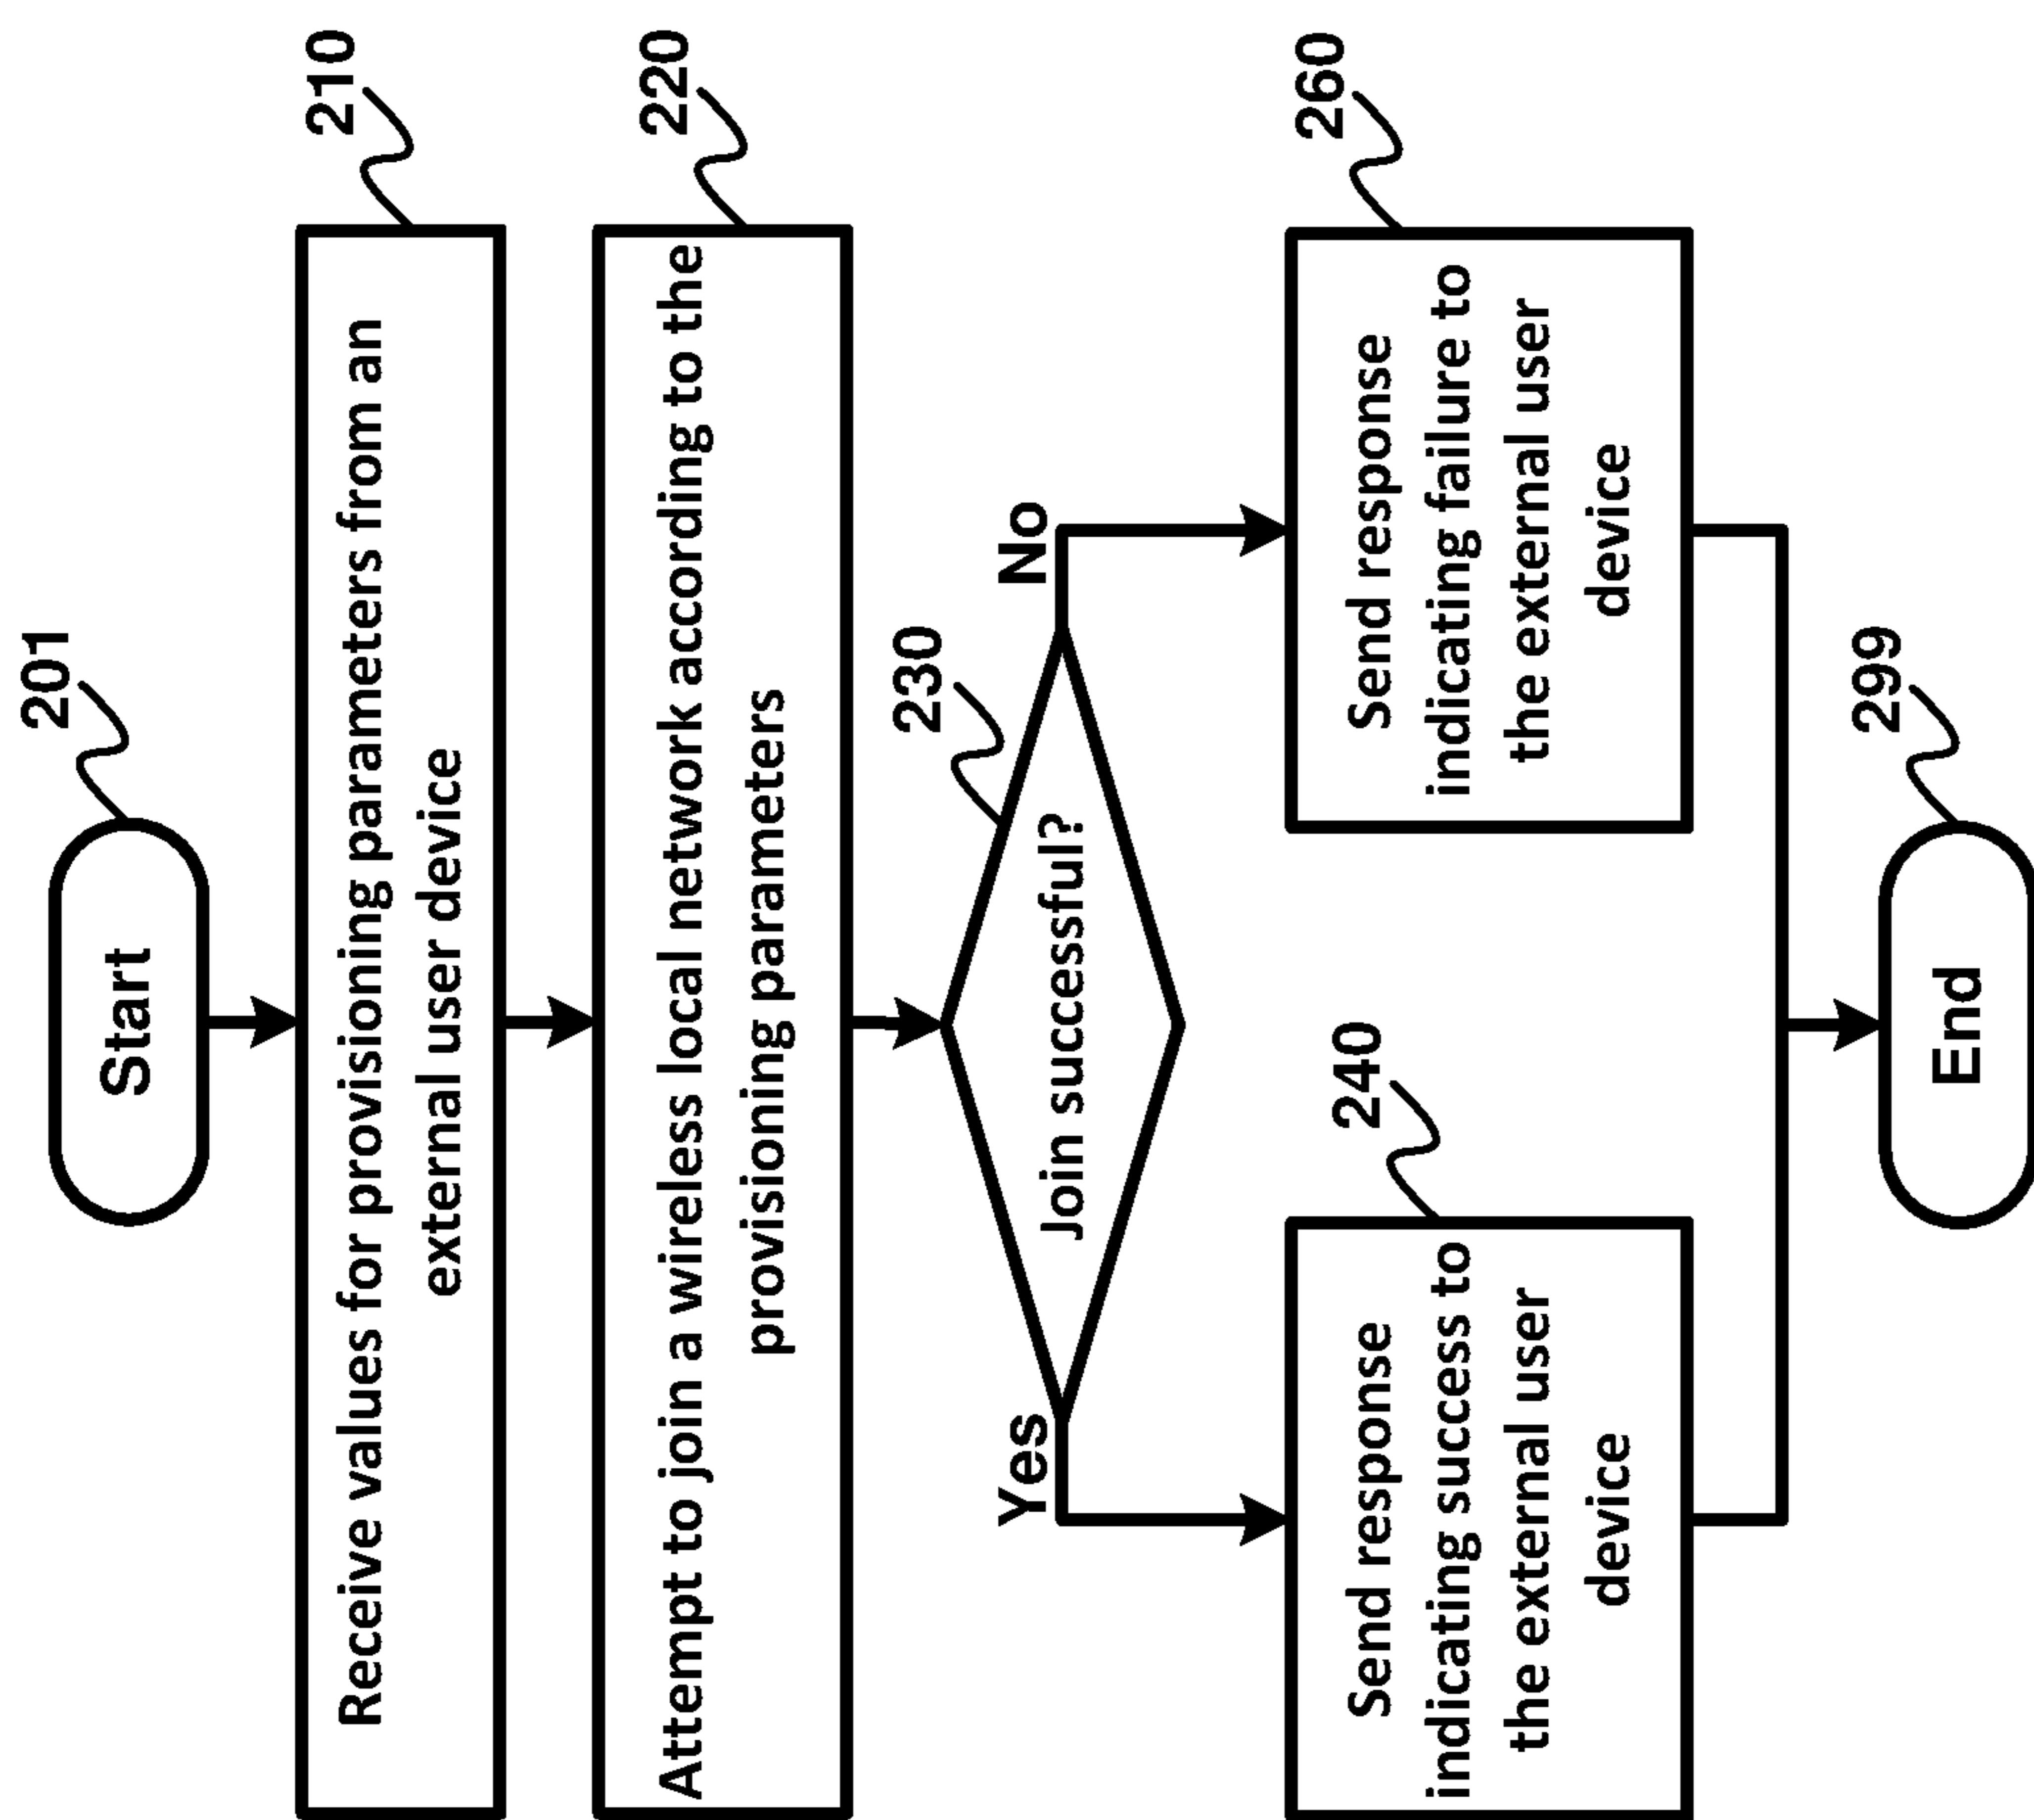 201
Start
210
Receive values for provisioning parameters from an
external user device
220
Attempt to join a wireless local network according to the
provisioning parameters
230
Join successful?
Yes
No
240
Send response
indicating success to
the external user
device
260
Send response
indicating failure to
the external user
device
299
End